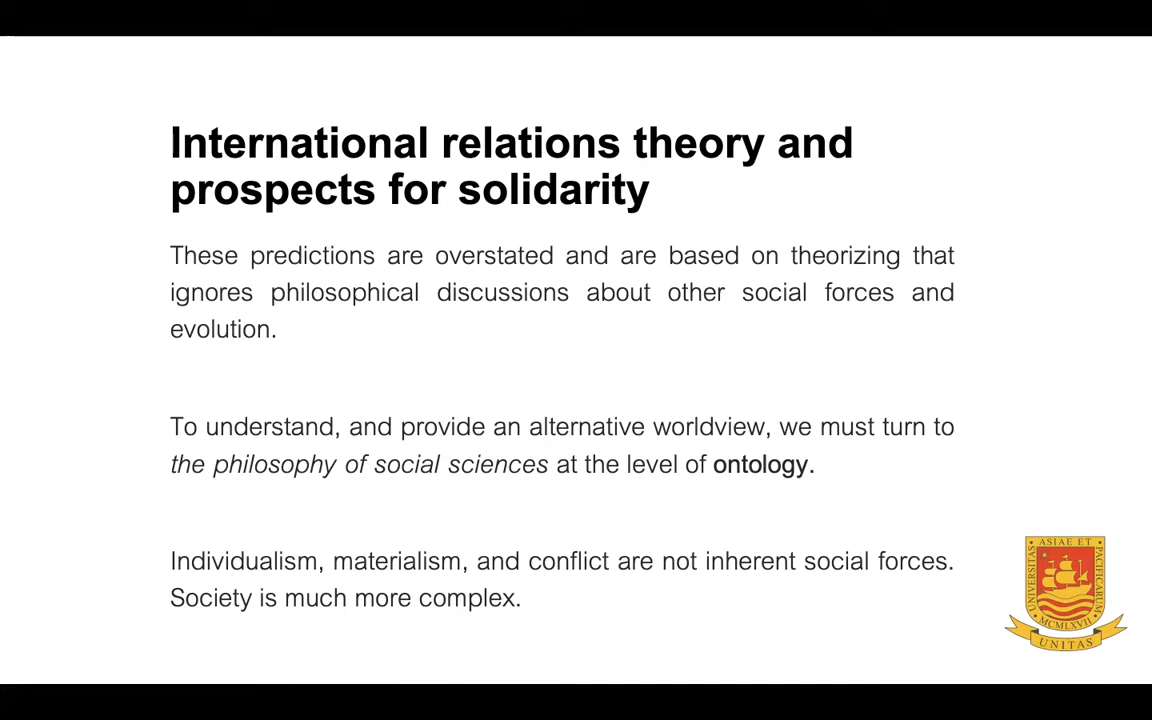 International relations theory and
prospects for solidarity
These predictions are overstated and are based on theorizing that
ignores philosophical discussions about other social forces and
evolution.
To understand, and provide an alternative worldview, we must turn to
the philosophy of social sciences at the level of ontology.
Individualism, materialism, and conflict are not inherent social forces.
Society is much more complex.
UNIVERSITAS
ASIAE ET
PACIFICARUM
MCMLXVII
UNITAS